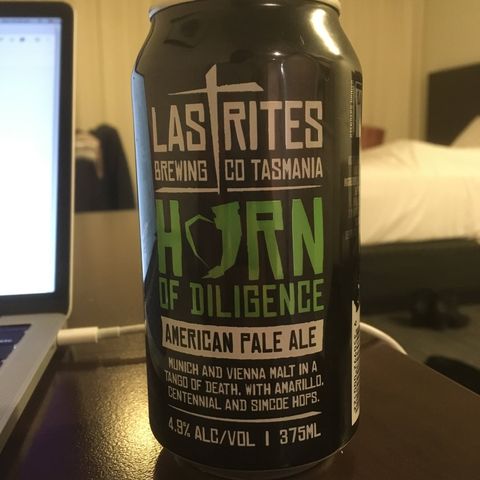 LAST RITES
BREWING CO TASMANIA
HORN
OF DILIGENCE
AMERICAN PALE ALE
MUNICH AND VIENNA MALT IN A
TANGO OF DEATH, WITH AMARILLO,
CENTENNIAL AND SIMCOE HOPS.
4.9% ALC/VOL | 375ML